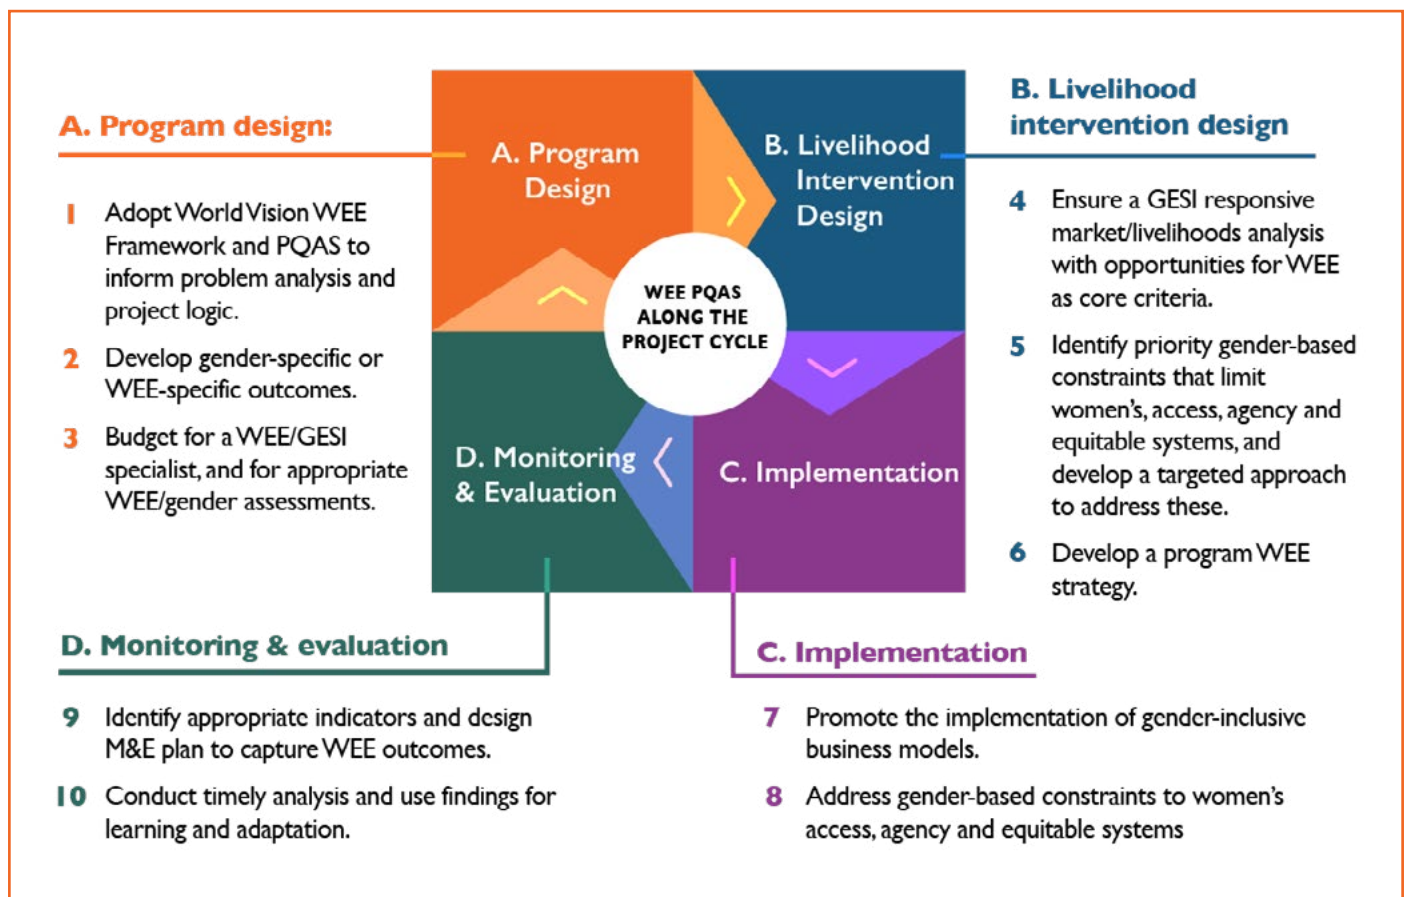 A. Program design:
1 Adopt World Vision WEE
Framework and PQAS to
inform problem analysis and
project logic.
2 Develop gender-specific or
WEE-specific outcomes.
3 Budget for a WEE/GESI
specialist, and for appropriate
WEE/gender assessments.
A. Program
Design
B. Livelihood
Intervention
Design
WEE PQAS
ALONG THE
PROJECT CYCLE
D. Monitoring
& Evaluation
C. Implementation
B. Livelihood
intervention design
4 Ensure a GESI responsive
market/livelihoods analysis
with opportunities for WEE
as core criteria.
5 Identify priority gender-based
constraints that limit
women's, access, agency and
equitable systems, and
develop a targeted approach
to address these.
6 Develop a program WEE
strategy.
C. Implementation
7 Promote the implementation of gender-inclusive
business models.
8 Address gender-based constraints to women's
access, agency and equitable systems
D. Monitoring & evaluation
9 Identify appropriate indicators and design
M&E plan to capture WEE outcomes.
10 Conduct timely analysis and use findings for
learning and adaptation.